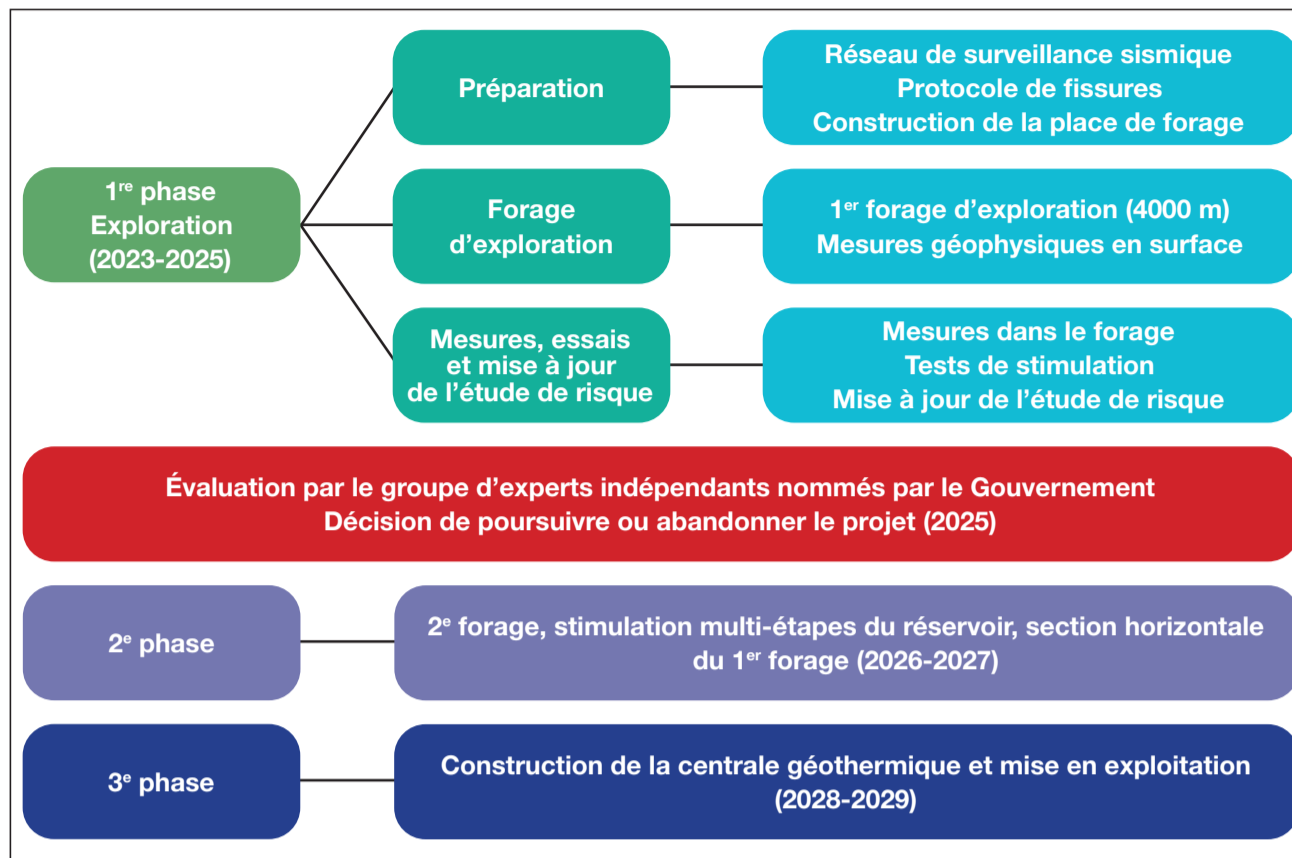 Préparation
Réseau de surveillance sismique
Protocole de fissures
Construction de la place de forage
1re phase
Exploration
(2023-2025)
Forage
d’exploration
1er forage d’exploration (4000 m)
Mesures géophysiques en surface
Mesures, essais
et mise à jour
de l’étude de risque
Mesures dans le forage
Tests de stimulation
Mise à jour de l’étude de risque
Évaluation par le groupe d’experts indépendants nommés par le Gouvernement
Décision de poursuivre ou abandonner le projet (2025)
2e phase
2e forage, stimulation multi-étapes du réservoir, section horizontale
du 1er forage (2026-2027)
3e phase
Construction de la centrale géothermique et mise en exploitation
(2028-2029)